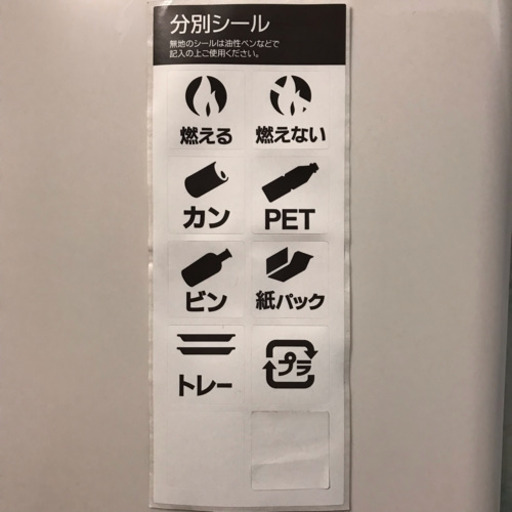 分別シール
無地のシールは油性ペンなどで
記入の上ご使用ください。
燃える
燃えない
カン
PET
ビン
紙パック
トレー
プラ